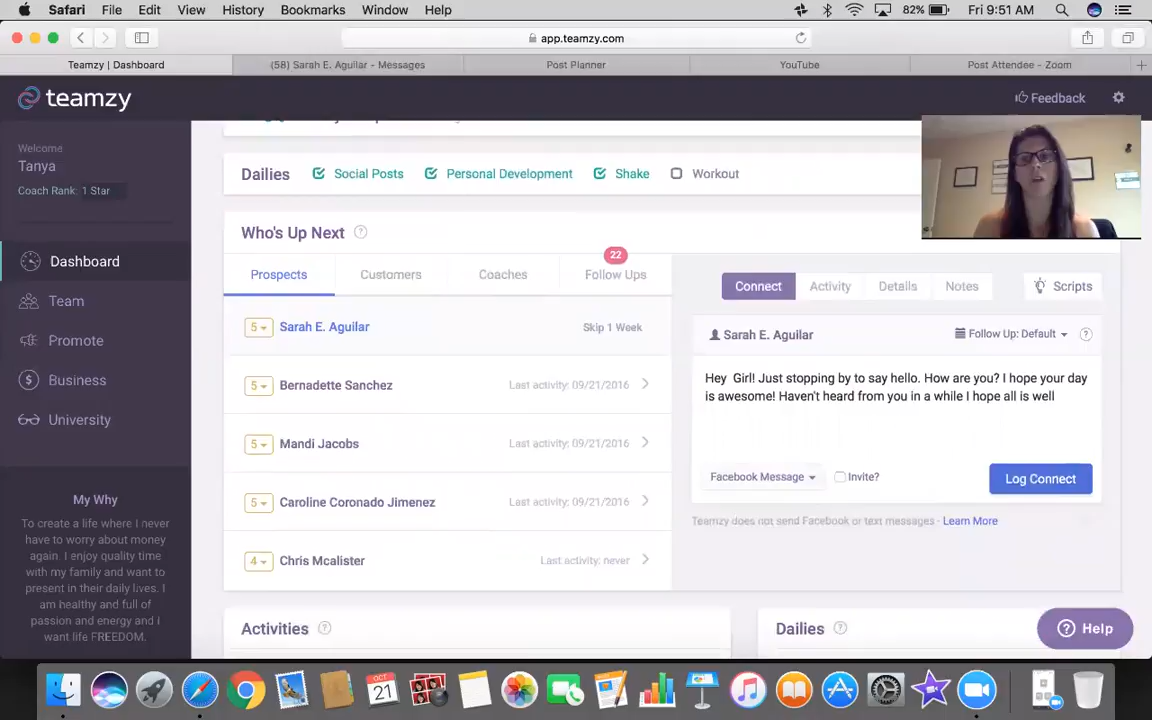 Safari File Edit View History Bookmarks Window Help 82% Fri 9:51 AM
app.teamzy.com
Teamzy | Dashboard (58) Sarah E. Aguilar - Messages Post Planner YouTube Post Attendee - Zoom
teamzy Feedback
Welcome
Tanya
Coach Rank: 1 Star
Dashboard
Team
Promote
Business
University
My Why
To create a life where I never
have to worry about money
again. I enjoy quality time
with my family and want to
present in their daily lives. I
am healthy and full of
passion and energy and I
want life FREEDOM.
Dailies Social Posts Personal Development Shake Workout
Who's Up Next ?
Prospects Customers Coaches Follow Ups 22
5 Sarah E. Aguilar Skip 1 Week
5 Bernadette Sanchez Last activity: 09/21/2016
5 Mandi Jacobs Last activity: 09/21/2016
5 Caroline Coronado Jimenez Last activity: 09/21/2016
4 Chris Mcalister Last activity: never
Connect Activity Details Notes Scripts
Sarah E. Aguilar Follow Up: Default ?
Hey Girl! Just stopping by to say hello. How are you? I hope your day
is awesome! Haven't heard from you in a while I hope all is well
Facebook Message Invite? Log Connect
Teamzy does not send Facebook or text messages - Learn More
Activities ? Dailies ?
? Help
OCT
21